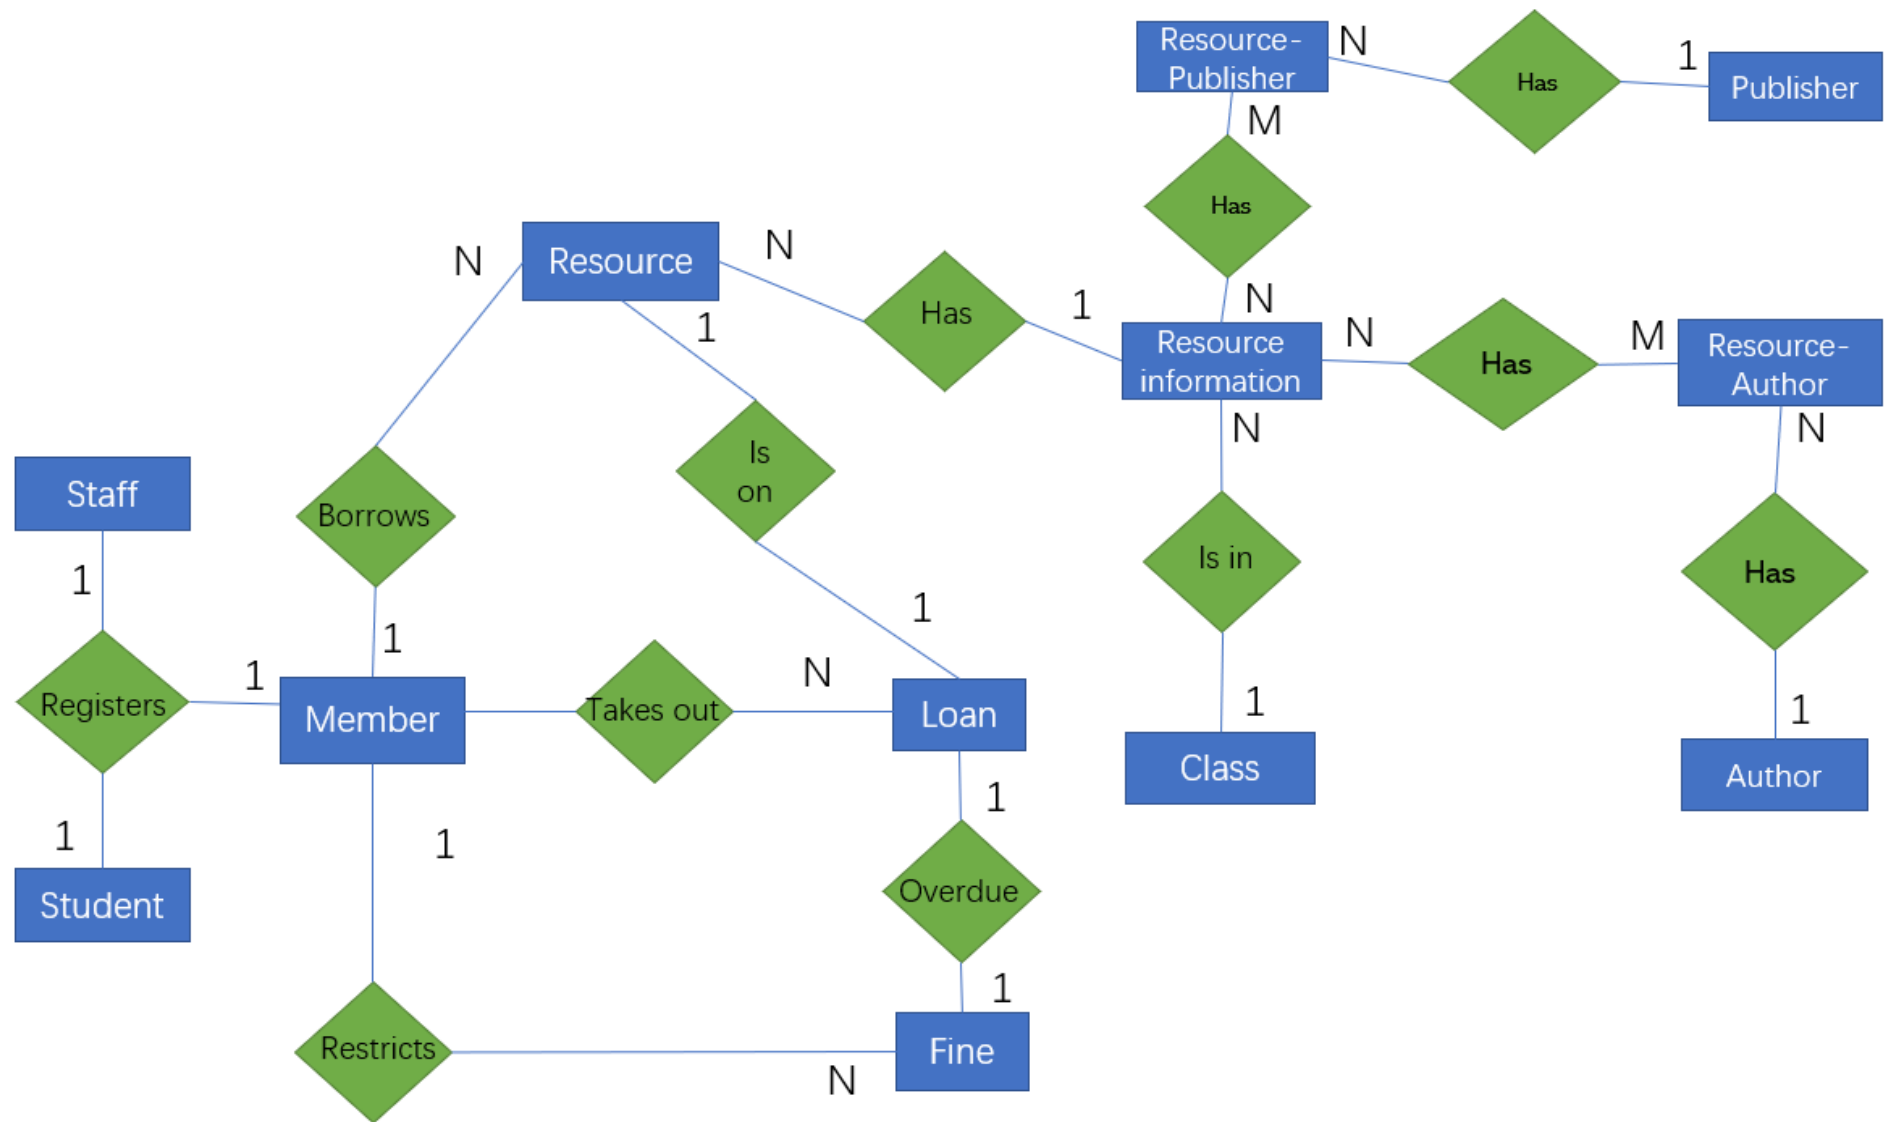 Resource-
Publisher
N
Has
1
Publisher
M
Has
N
Resource
N
N
Has
1
Resource
information
N
Has
M
Resource-
Author
1
N
N
Is
on
Staff
Borrows
Is in
Has
1
1
1
1
N
1
1
Registers
Member
Takes out
Loan
Class
Author
1
1
1
Student
Overdue
1
Restricts
N
Fine